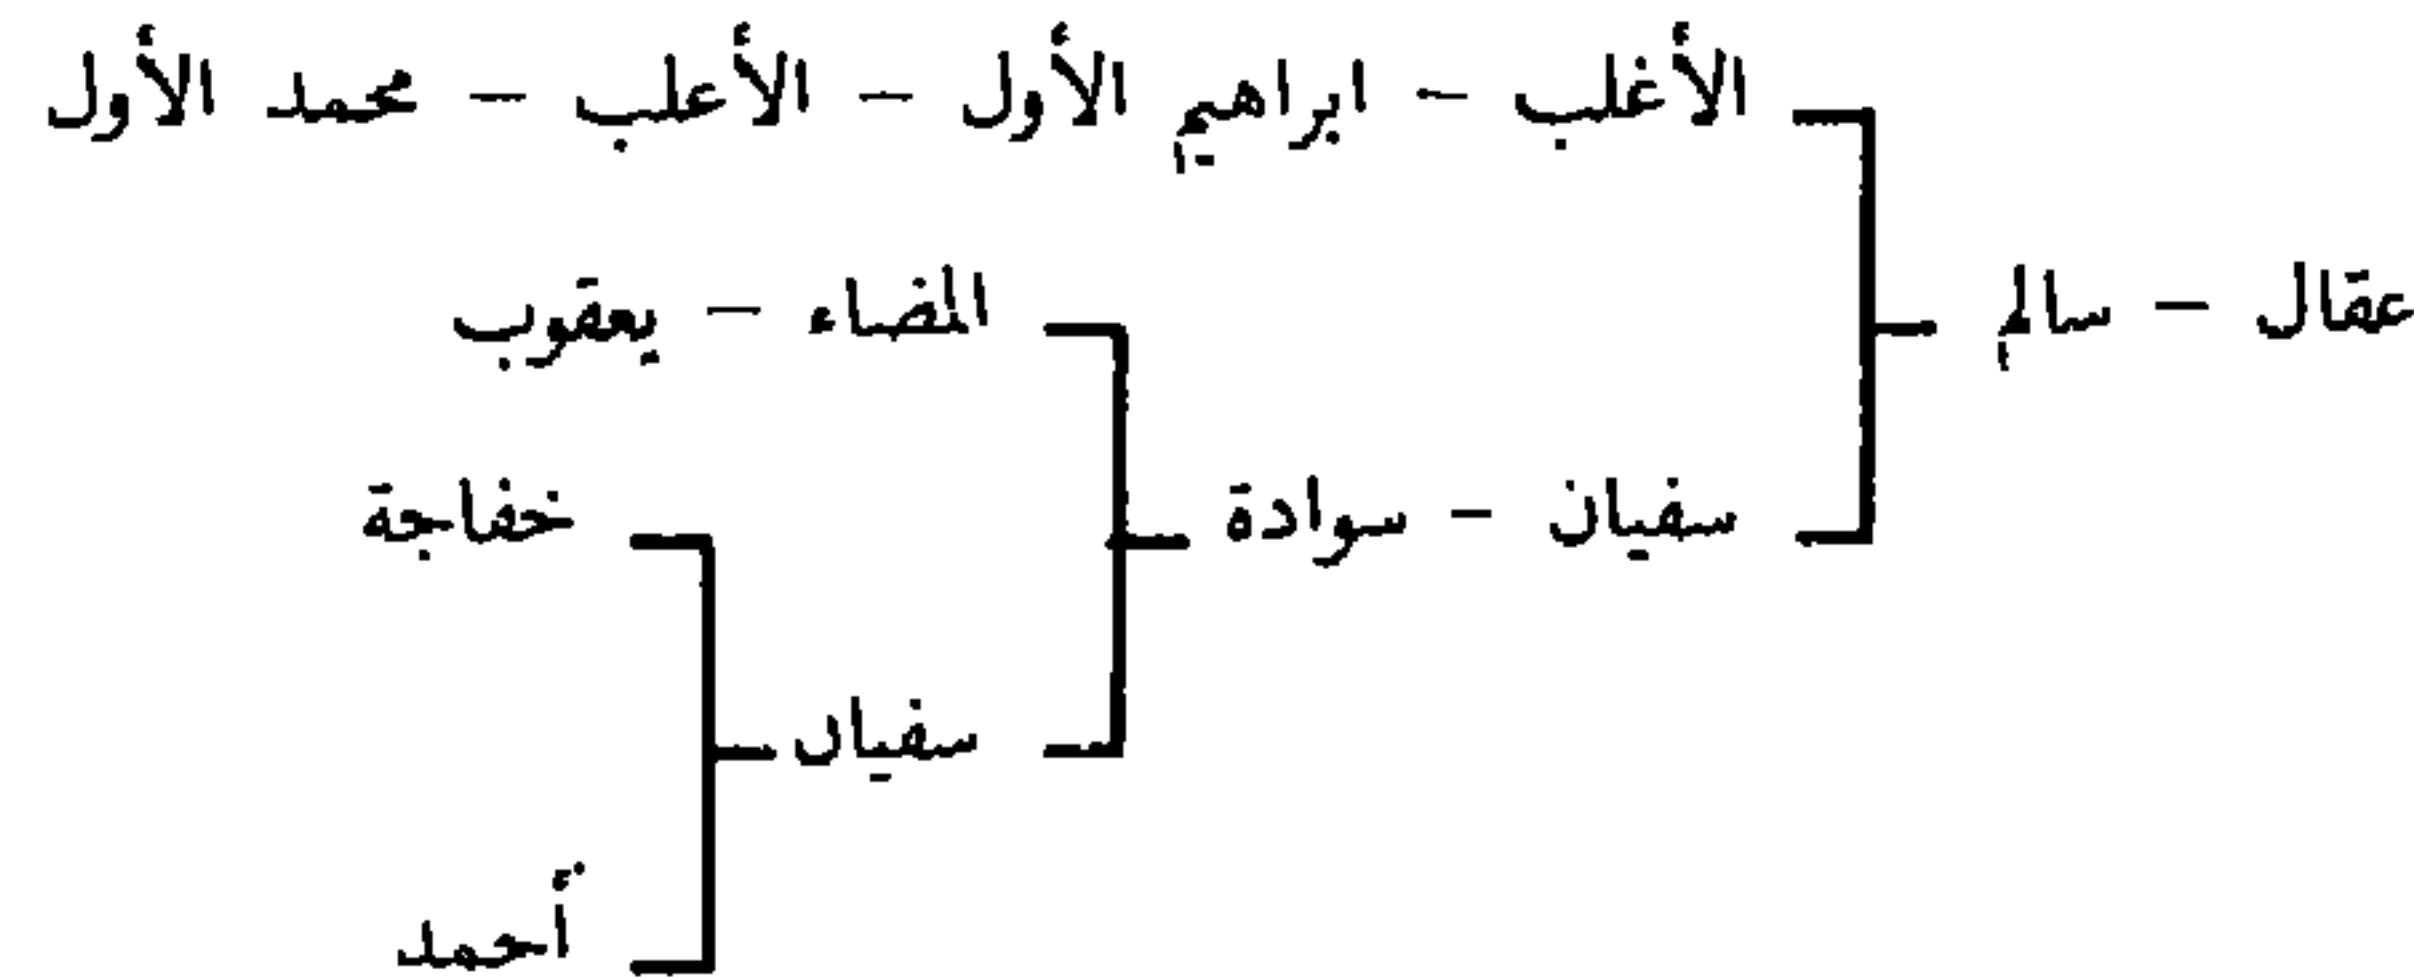 الأغلب – ابراهيم الأول – الأعلب – محمد الأول
عقال – سالم
المضاء – يعقوب
سفيان – سوادة
خفاجة
سفيان
أحمد